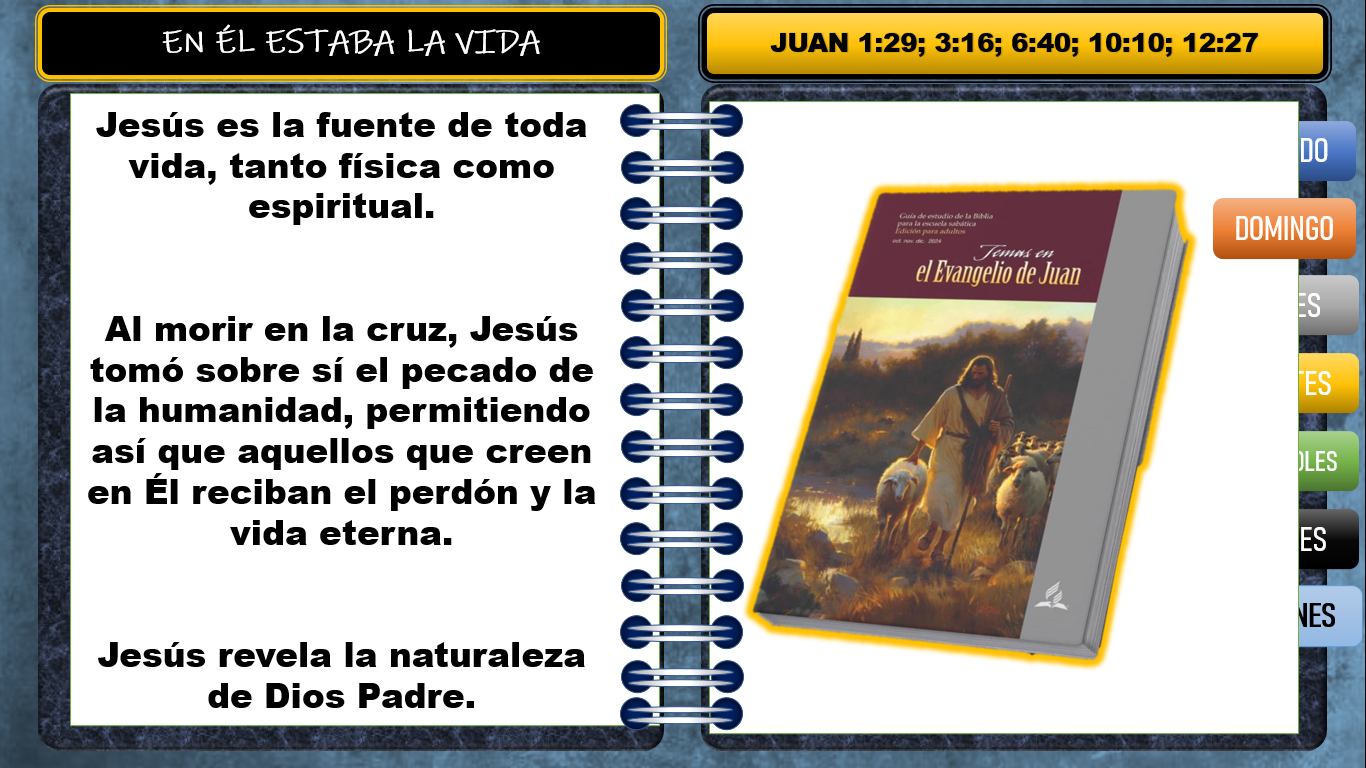 EN ÉL ESTABA LA VIDA
JUAN 1:29; 3:16; 6:40; 10:10; 12:27
Jesús es la fuente de toda
vida, tanto física como
espiritual.
Al morir en la cruz, Jesús
tomó sobre sí el pecado de
la humanidad, permitiendo
así que aquellos que creen
en Él reciban el perdón y la
vida eterna.
Jesús revela la naturaleza
de Dios Padre.
Guía de estudio de la Biblia
para la escuela sabática
Edición para adultos
oct. nov. dic. 2024
Temas en
el Evangelio de Juan
DO
DOMINGO
ES
TES
OLES
ES
NES